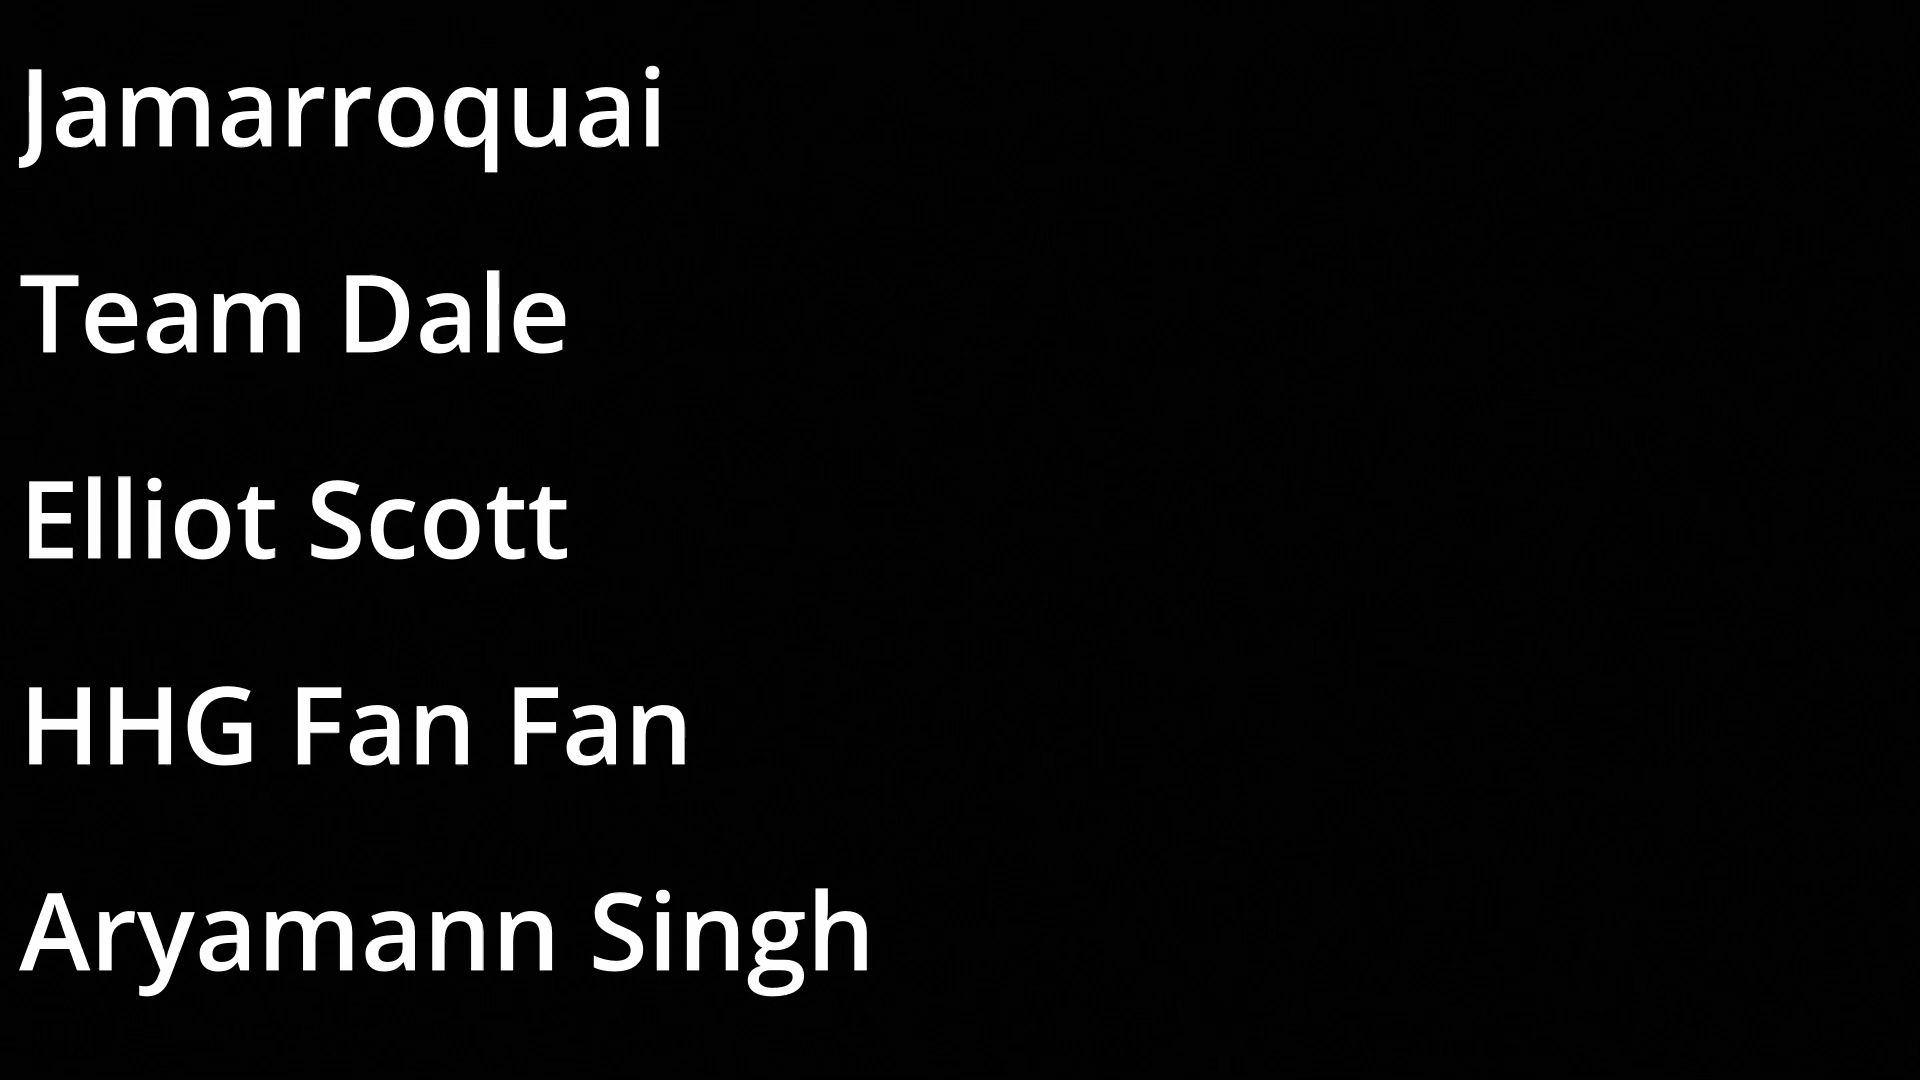 Jamarroquai
Team Dale
Elliot Scott
HHG Fan Fan
Aryamann Singh